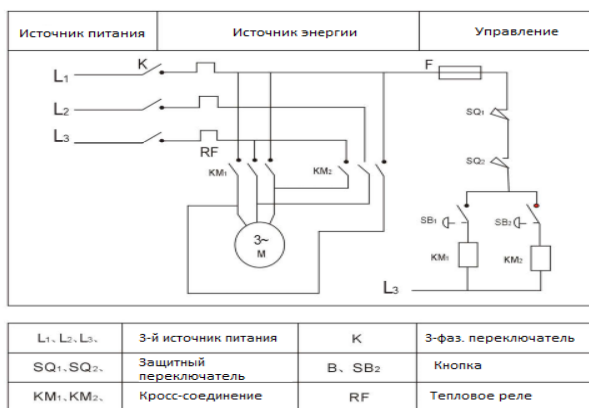 Источник питания
Источник энергии
Управление
L1
K
F
L2
SQ1
L3
RF
SQ2
KM1
KM2
SB1
SB2
3~
M
KM1
KM2
L3
L1、L2、L3、
3-й источник питания
K
3-фаз. переключатель
SQ1、SQ2、
Защитный
переключатель
B、SB2
Кнопка
KM1、KM2、
Кросс-соединение
RF
Тепловое реле